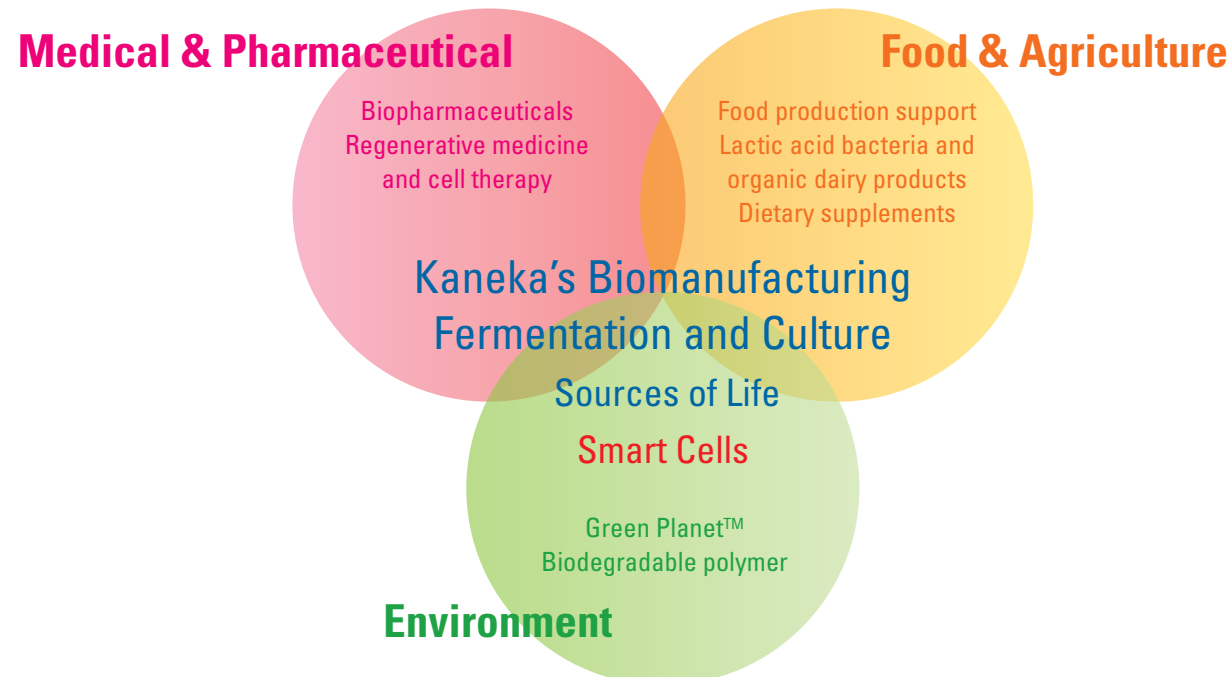 Medical & Pharmaceutical
Biopharmaceuticals
Regenerative medicine
and cell therapy
Food & Agriculture
Food production support
Lactic acid bacteria and
organic dairy products
Dietary supplements
Kaneka’s Biomanufacturing
Fermentation and Culture
Sources of Life
Smart Cells
Green Planet™
Biodegradable polymer
Environment